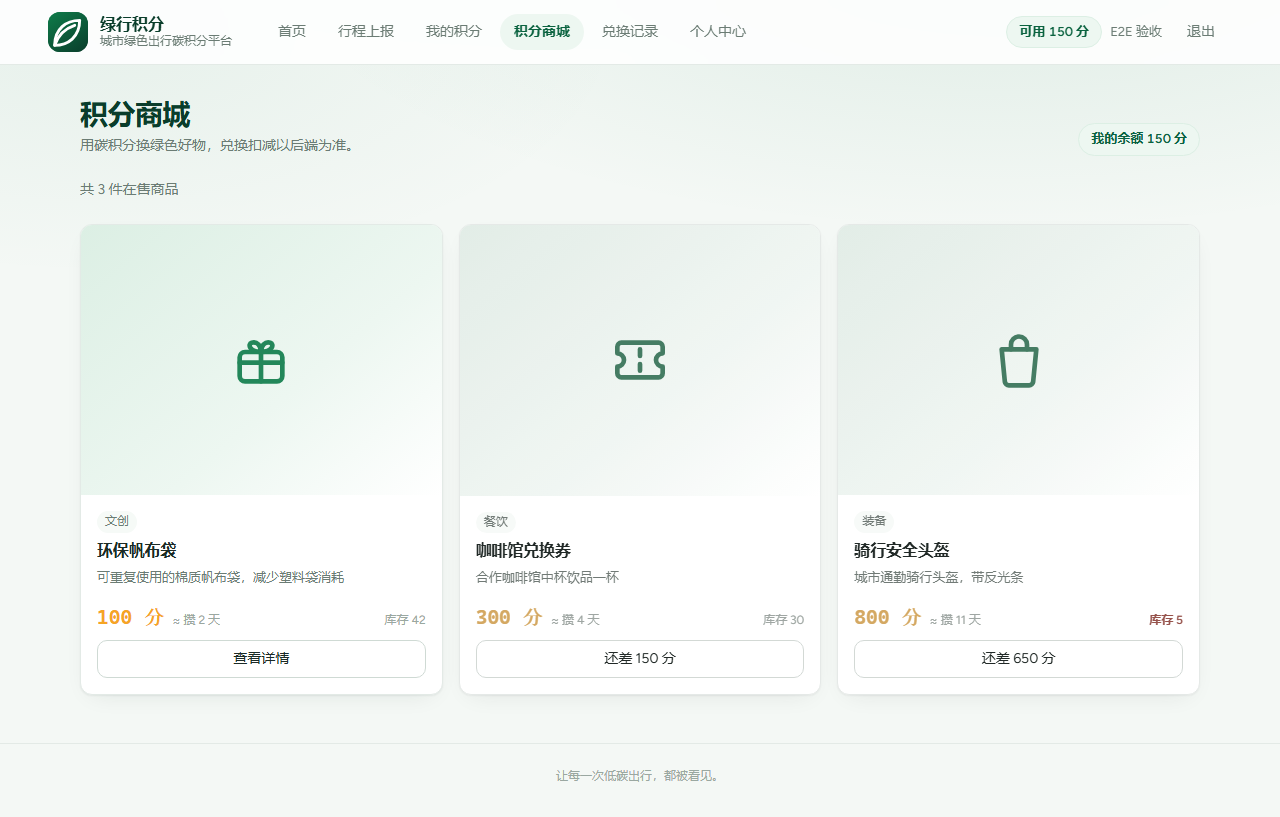 绿行积分
城市绿色出行碳积分平台
首页 行程上报 我的积分 积分商城 兑换记录 个人中心
可用 150 分 E2E 验收 退出
积分商城
用碳积分换绿色好物，兑换扣减以后端为准。
我的余额 150 分
共 3 件在售商品
文创
环保帆布袋
可重复使用的棉质帆布袋，减少塑料袋消耗
100 分 ≈ 攒 2 天 库存 42
查看详情
餐饮
咖啡馆兑换券
合作咖啡馆中杯饮品一杯
300 分 ≈ 攒 4 天 库存 30
还差 150 分
装备
骑行安全头盔
城市通勤骑行头盔，带反光条
800 分 ≈ 攒 11 天 库存 5
还差 650 分
让每一次低碳出行，都被看见。